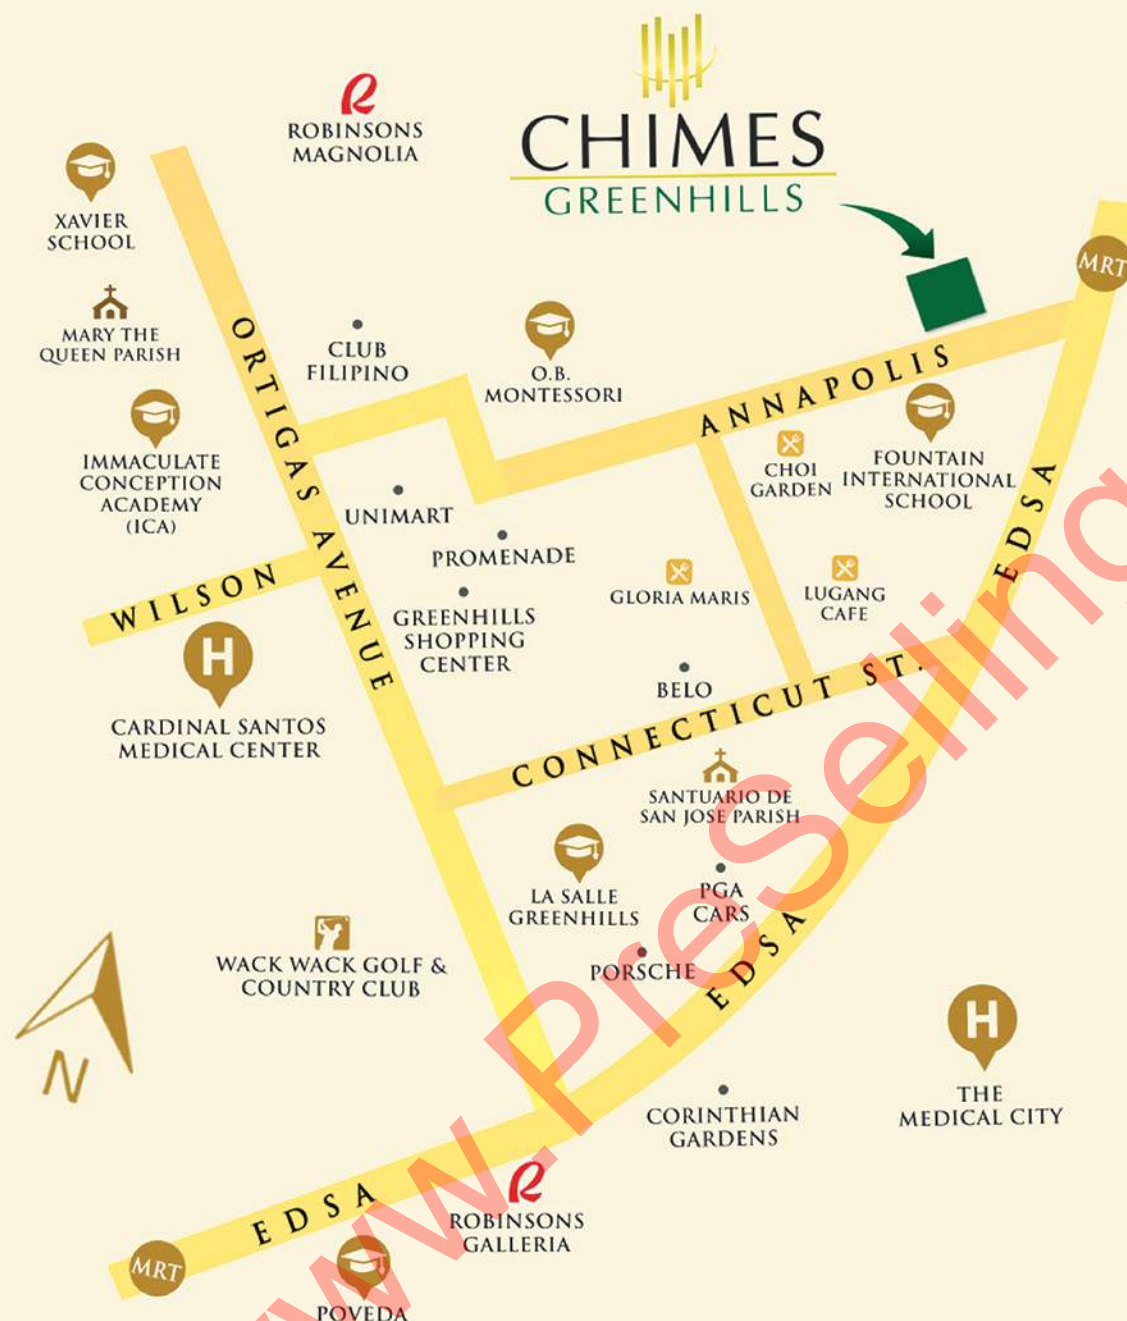 ROBINSONS
MAGNOLIA
CHIMES
GREENHILLS
XAVIER
SCHOOL
MRT
MARY THE
QUEEN PARISH
CLUB
FILIPINO
O.B.
MONTESSORI
ORTIGAS AVENUE
ANNAPOLIS
IMMACULATE
CONCEPTION
ACADEMY
(ICA)
CHOI
GARDEN
FOUNTAIN
INTERNATIONAL
SCHOOL
UNIMART
PROMENADE
EDSA
WILSON
GLORIA MARIS
LUGANG
CAFE
GREENHILLS
SHOPPING
CENTER
H
CARDINAL SANTOS
MEDICAL CENTER
BELO
CONNECTICUT ST.
SANTUARIO DE
SAN JOSE PARISH
LA SALLE
GREENHILLS
PGA
CARS
PORSCHE
EDSA
WACK WACK GOLF &
COUNTRY CLUB
N
H
THE
MEDICAL CITY
CORINTHIAN
GARDENS
EDSA
ROBINSONS
GALLERIA
MRT
POVEDA
www.PreSelling